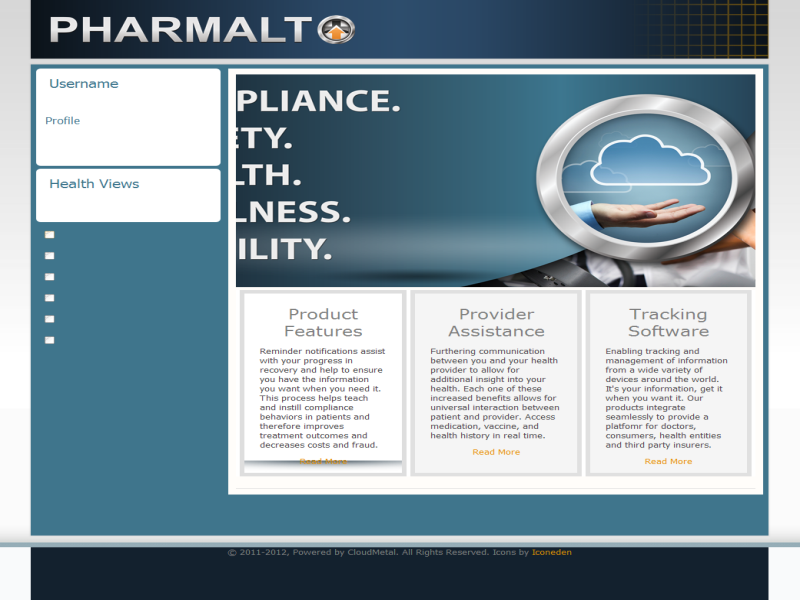 PHARMALT
Username
Profile
Health Views
PLIANCE.
ETY.
LTH.
LNESS.
ILITY.
Product
Features
Reminder notifications assist
with your progress in
recovery and help to ensure
you have the information
you want when you need it.
This process helps teach
and instill compliance
behaviors in patients and
therefore improves
treatment outcomes and
decreases costs and fraud.
Read More
Provider
Assistance
Furthering communication
between you and your health
provider to allow for
additional insight into your
health. Each one of these
increased benefits allows for
universal interaction between
patient and provider. Access
medication, vaccine, and
health history in real time.
Read More
Tracking
Software
Enabling tracking and
management of information
from a wide variety of
devices around the world.
It's your information, get it
when you want it. Our
products integrate
seamlessly to provide a
platfomr for doctors,
consumers, health entities
and third party insurers.
Read More
© 2011-2012, Powered by CloudMetal. All Rights Reserved. Icons by Iconeden